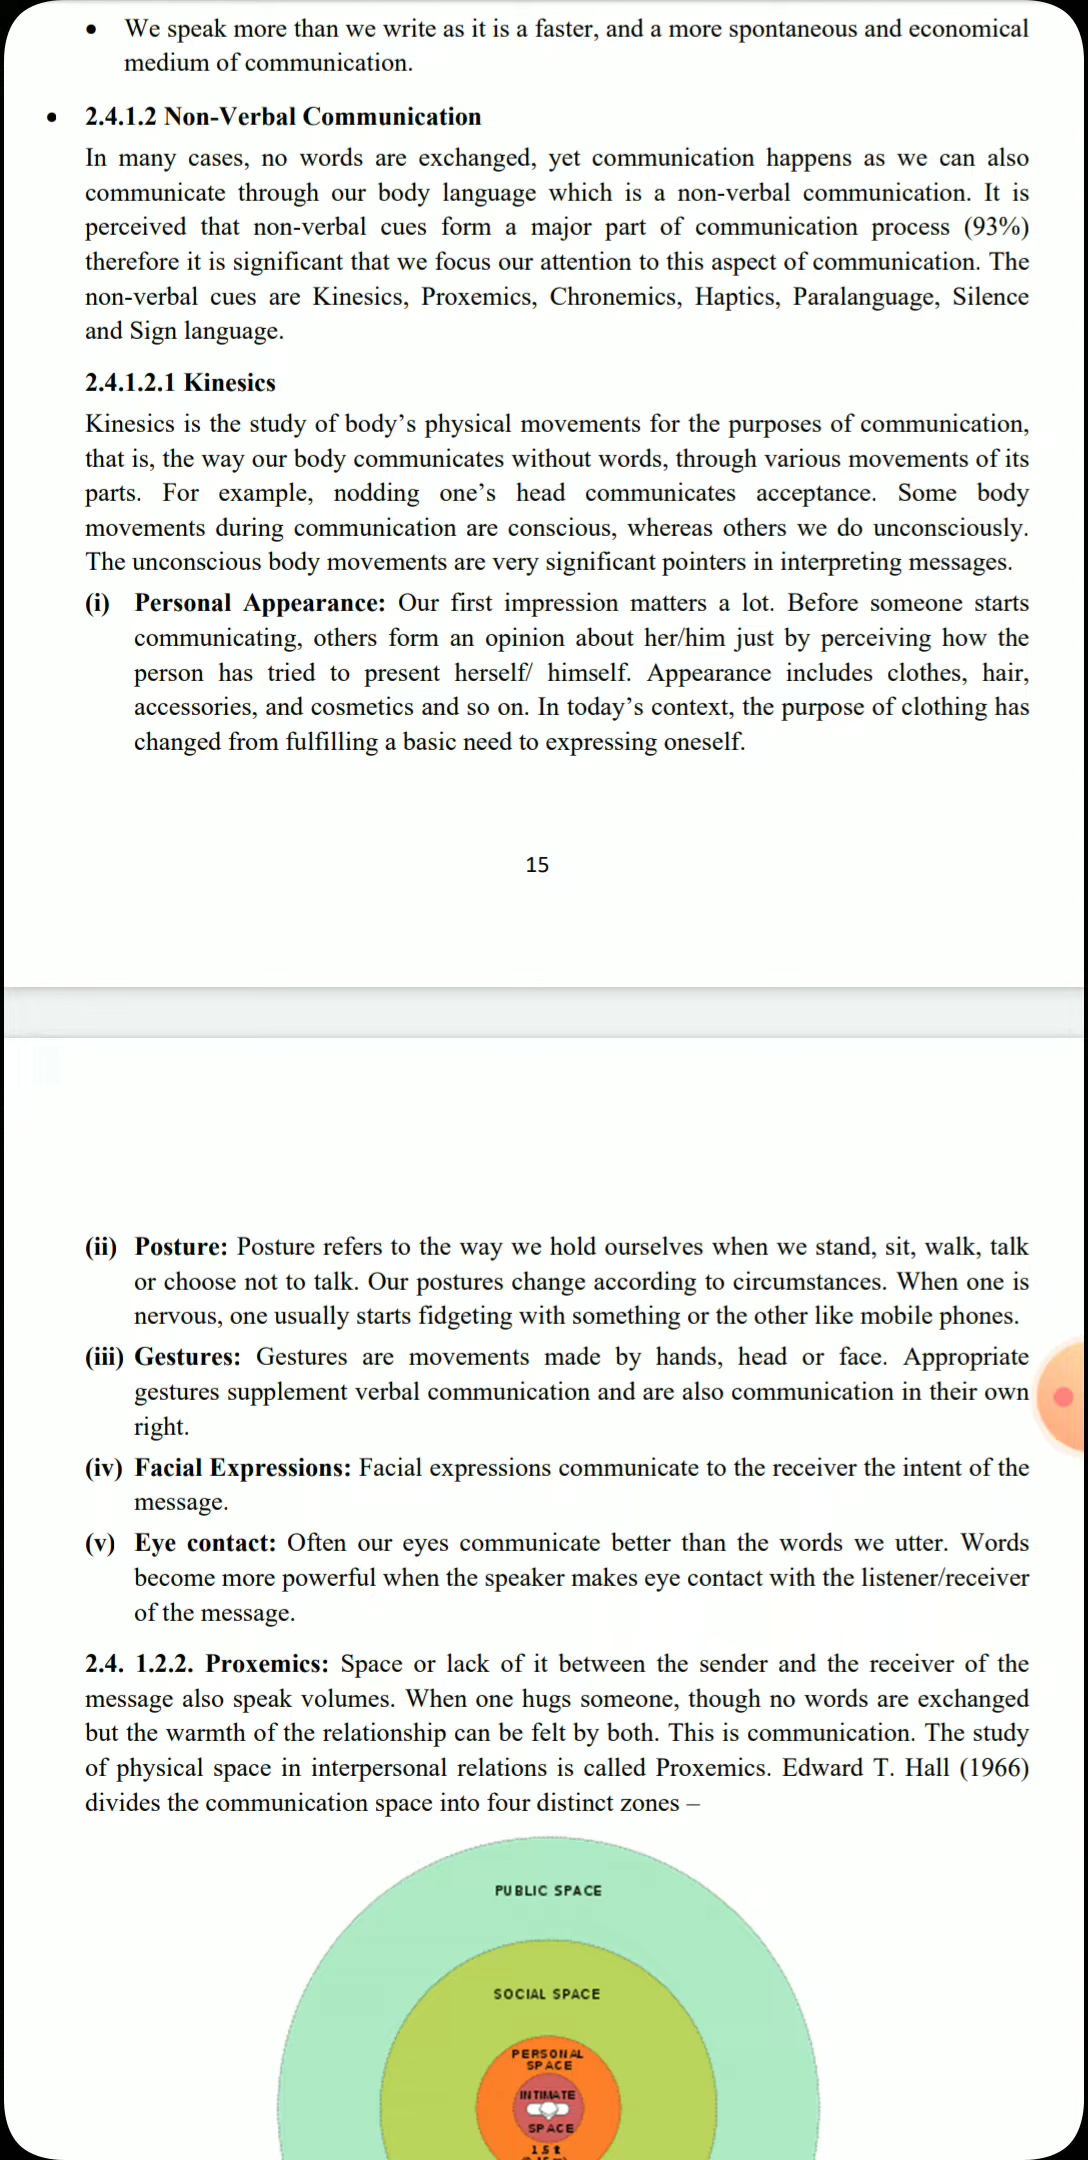 • We speak more than we write as it is a faster, and a more spontaneous and economical
medium of communication.
• 2.4.1.2 Non-Verbal Communication
In many cases, no words are exchanged, yet communication happens as we can also
communicate through our body language which is a non-verbal communication. It is
perceived that non-verbal cues form a major part of communication process (93%)
therefore it is significant that we focus our attention to this aspect of communication. The
non-verbal cues are Kinesics, Proxemics, Chronemics, Haptics, Paralanguage, Silence
and Sign language.
2.4.1.2.1 Kinesics
Kinesics is the study of body’s physical movements for the purposes of communication,
that is, the way our body communicates without words, through various movements of its
parts. For example, nodding one’s head communicates acceptance. Some body
movements during communication are conscious, whereas others we do unconsciously.
The unconscious body movements are very significant pointers in interpreting messages.
(i) Personal Appearance: Our first impression matters a lot. Before someone starts
communicating, others form an opinion about her/him just by perceiving how the
person has tried to present herself/ himself. Appearance includes clothes, hair,
accessories, and cosmetics and so on. In today’s context, the purpose of clothing has
changed from fulfilling a basic need to expressing oneself.
15
(ii) Posture: Posture refers to the way we hold ourselves when we stand, sit, walk, talk
or choose not to talk. Our postures change according to circumstances. When one is
nervous, one usually starts fidgeting with something or the other like mobile phones.
(iii) Gestures: Gestures are movements made by hands, head or face. Appropriate
gestures supplement verbal communication and are also communication in their own
right.
(iv) Facial Expressions: Facial expressions communicate to the receiver the intent of the
message.
(v) Eye contact: Often our eyes communicate better than the words we utter. Words
become more powerful when the speaker makes eye contact with the listener/receiver
of the message.
2.4. 1.2.2. Proxemics: Space or lack of it between the sender and the receiver of the
message also speak volumes. When one hugs someone, though no words are exchanged
but the warmth of the relationship can be felt by both. This is communication. The study
of physical space in interpersonal relations is called Proxemics. Edward T. Hall (1966)
divides the communication space into four distinct zones –
PUBLIC SPACE
SOCIAL SPACE
PERSONAL
SPACE
INTIMATE
SPACE